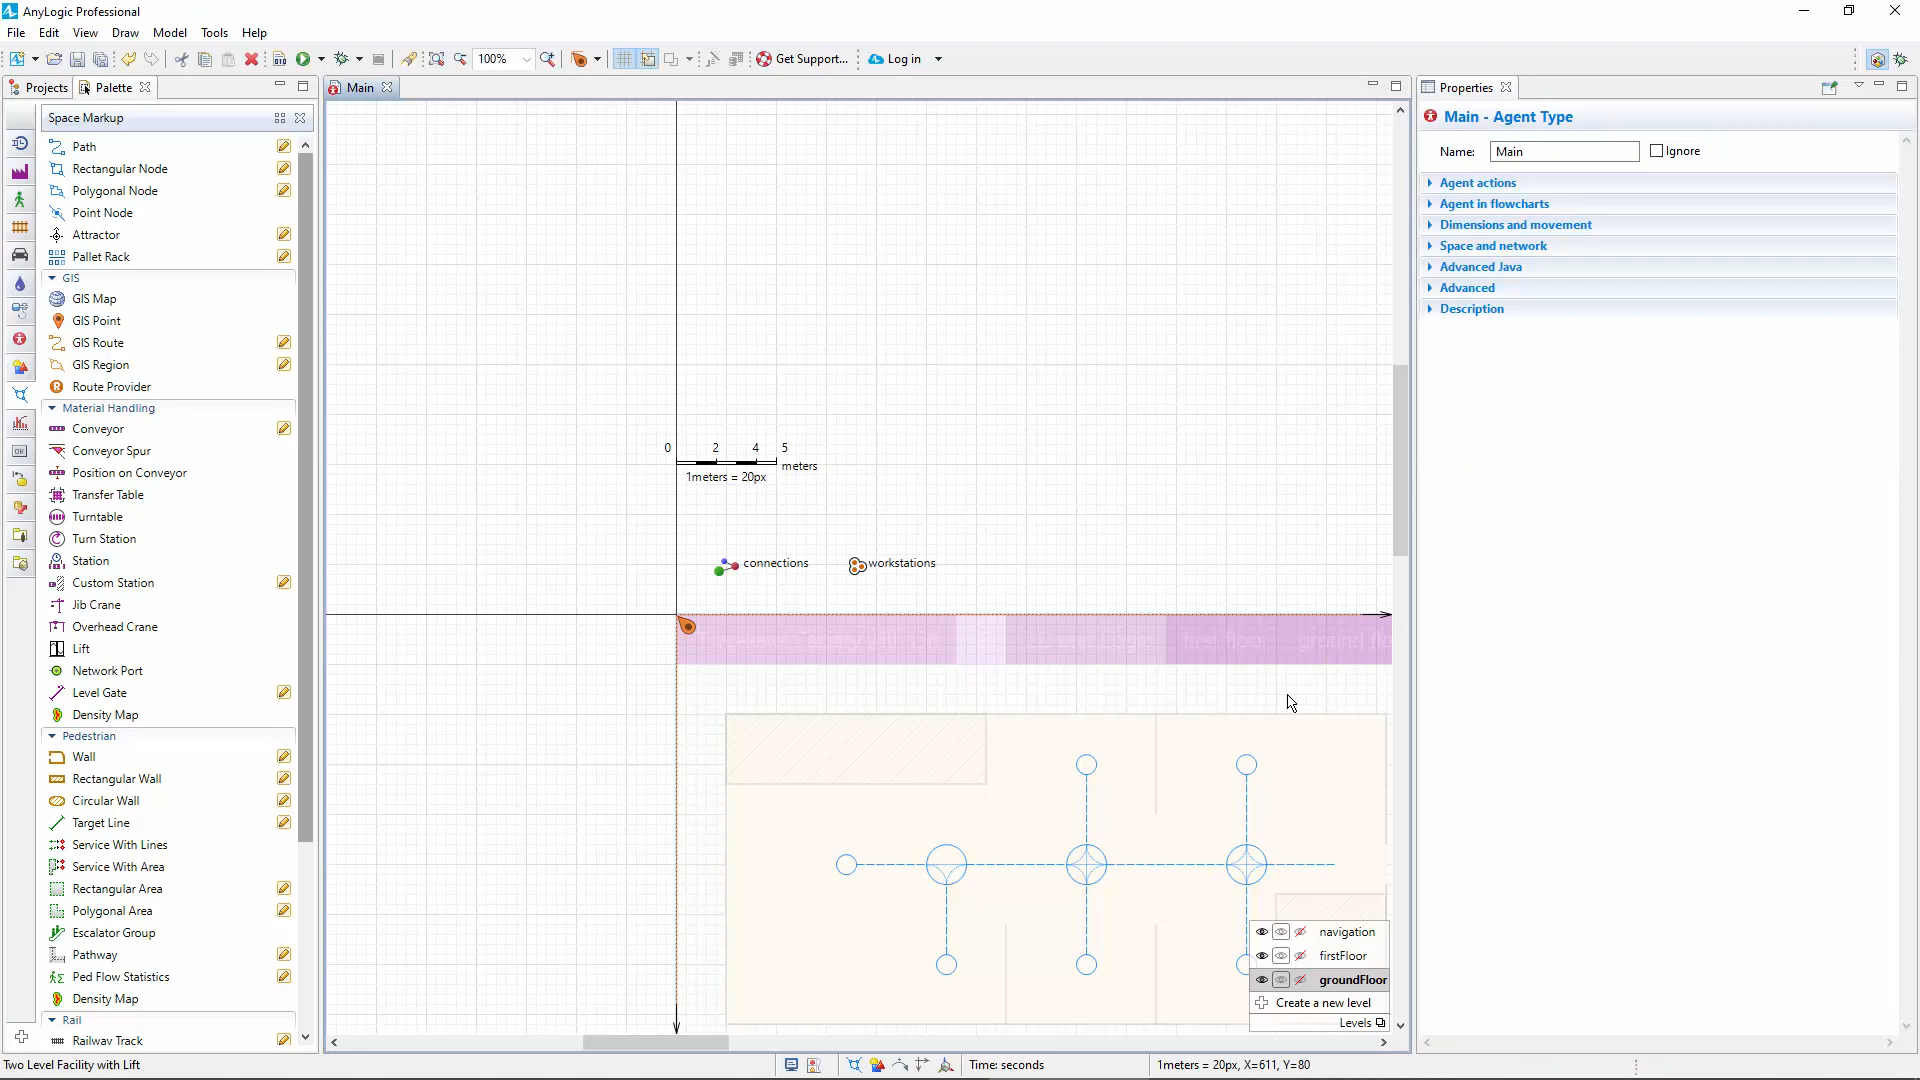 AnyLogic Professional
File Edit View Draw Model Tools Help
100% Get Support... Log in
Projects Palette Main Properties
Space Markup
Path
Rectangular Node
Polygonal Node
Point Node
Attractor
Pallet Rack
GIS
GIS Map
GIS Point
GIS Route
GIS Region
Route Provider
Material Handling
Conveyor
Conveyor Spur
Position on Conveyor
Transfer Table
Turntable
Turn Station
Station
Custom Station
Jib Crane
Overhead Crane
Lift
Network Port
Level Gate
Density Map
Pedestrian
Wall
Rectangular Wall
Circular Wall
Target Line
Service With Lines
Service With Area
Rectangular Area
Polygonal Area
Escalator Group
Pathway
Ped Flow Statistics
Density Map
Rail
Railway Track
0 2 4 5
meters
1meters = 20px
connections workstations
first floor
navigation
firstFloor
groundFloor
Create a new level
Levels
Main - Agent Type
Name: Main Ignore
Agent actions
Agent in flowcharts
Dimensions and movement
Space and network
Advanced Java
Advanced
Description
Two Level Facility with Lift
Time: seconds
1meters = 20px, X=611, Y=80